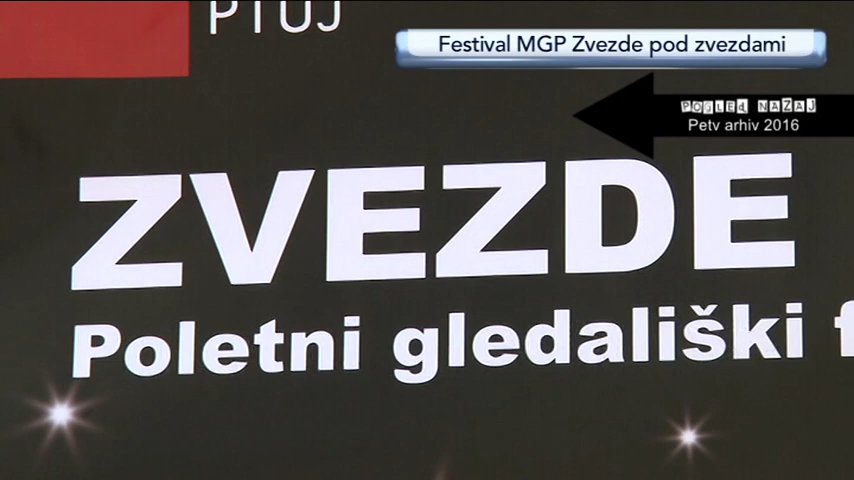 PTUJ
Festival MGP Zvezde pod zvezdami
POGLED NAZAJ
Petv arhiv 2016
ZVEZDE
Poletni gledališki f